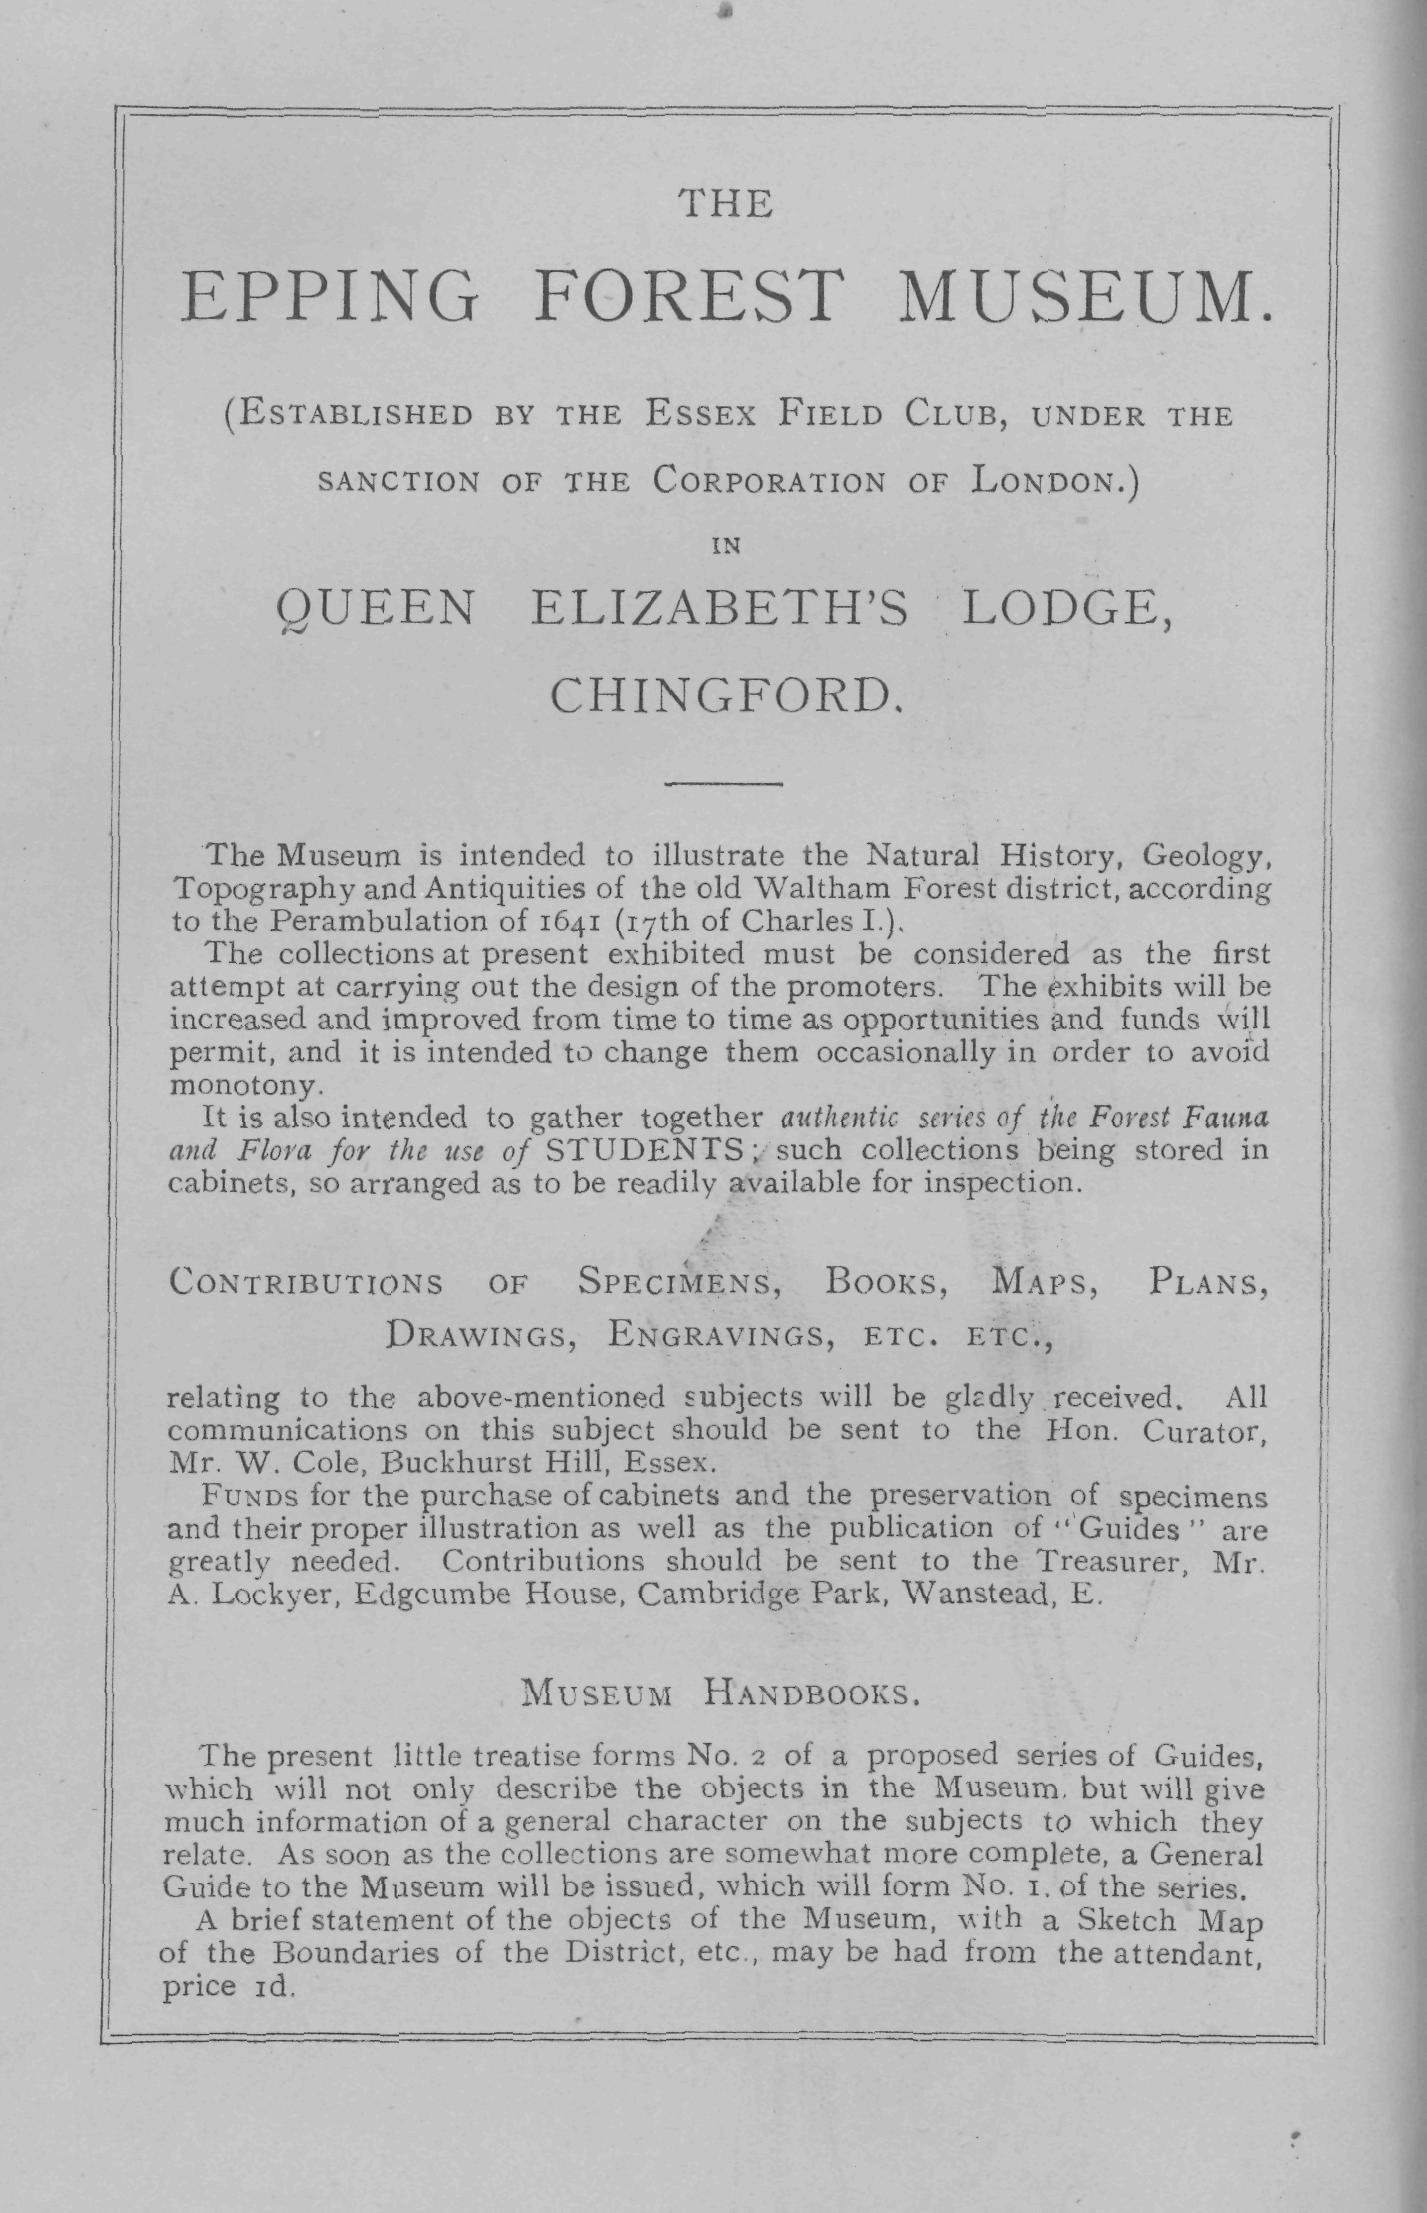 THE
EPPING FOREST MUSEUM.
(ESTABLISHED BY THE ESSEX FIELD CLUB, UNDER THE
SANCTION OF THE CORPORATION OF LONDON.)
IN
QUEEN ELIZABETH'S LODGE,
CHINGFORD.
The Museum is intended to illustrate the Natural History, Geology,
Topography and Antiquities of the old Waltham Forest district, according
to the Perambulation of 1641 (17th of Charles I.).
The collections at present exhibited must be considered as the first
attempt at carrying out the design of the promoters. The exhibits will be
increased and improved from time to time as opportunities and funds will
permit, and it is intended to change them occasionally in order to avoid
monotony.
It is also intended to gather together authentic series of the Forest Fauna
and Flora for the use of STUDENTS; such collections being stored in
cabinets, so arranged as to be readily available for inspection.
CONTRIBUTIONS OF SPECIMENS, BOOKS, MAPS, PLANS,
DRAWINGS, ENGRAVINGS, ETC. ETC.,
relating to the above-mentioned subjects will be gladly received. All
communications on this subject should be sent to the Hon. Curator,
Mr. W. Cole, Buckhurst Hill, Essex.
FUNDS for the purchase of cabinets and the preservation of specimens
and their proper illustration as well as the publication of "Guides" are
greatly needed. Contributions should be sent to the Treasurer, Mr.
A. Lockyer, Edgcumbe House, Cambridge Park, Wanstead, E.
MUSEUM HANDBOOKS.
The present little treatise forms No. 2 of a proposed series of Guides,
which will not only describe the objects in the Museum, but will give
much information of a general character on the subjects to which they
relate. As soon as the collections are somewhat more complete, a General
Guide to the Museum will be issued, which will form No. 1. of the series.
A brief statement of the objects of the Museum, with a Sketch Map
of the Boundaries of the District, etc., may be had from the attendant,
price 1d.